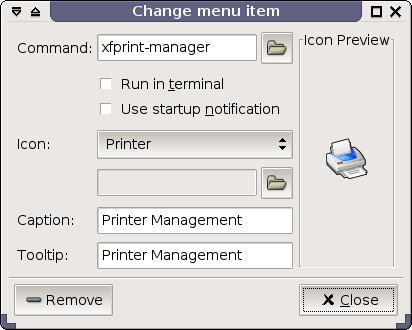 Change menu item
Command: xfprint-manager
Icon Preview
Run in terminal
Use startup notification
Icon: Printer
Caption: Printer Management
Tooltip: Printer Management
Remove Close